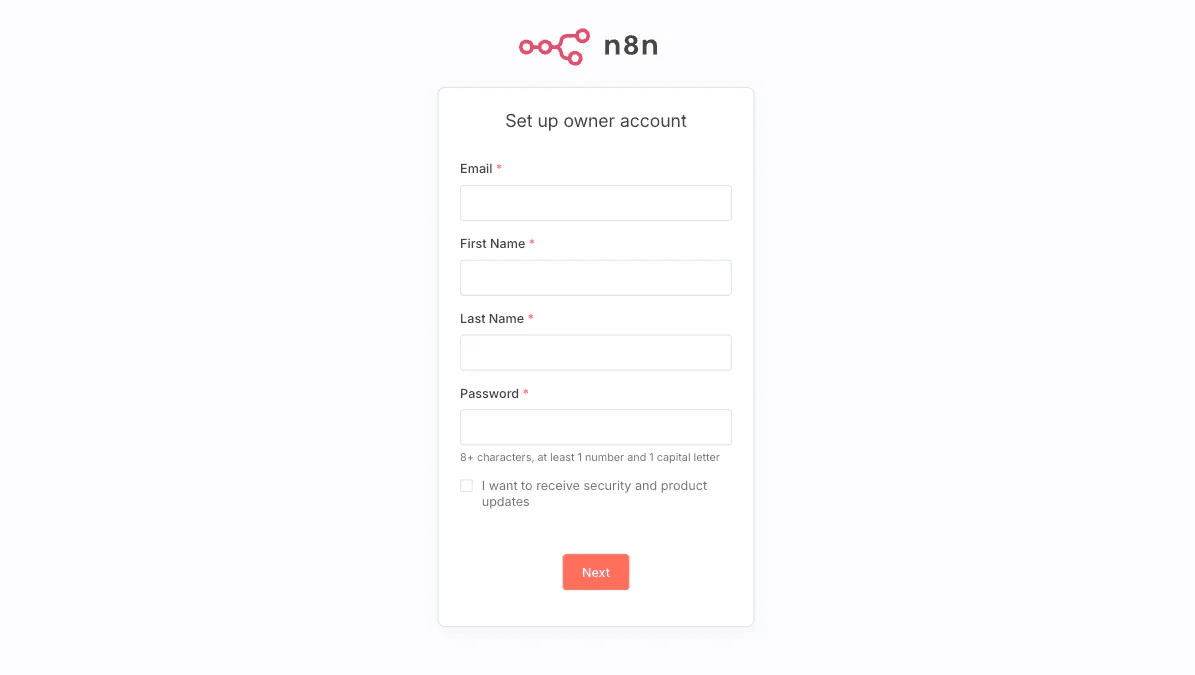 n8n
Set up owner account
Email *
First Name *
Last Name *
Password *
8+ characters, at least 1 number and 1 capital letter
I want to receive security and product
updates
Next